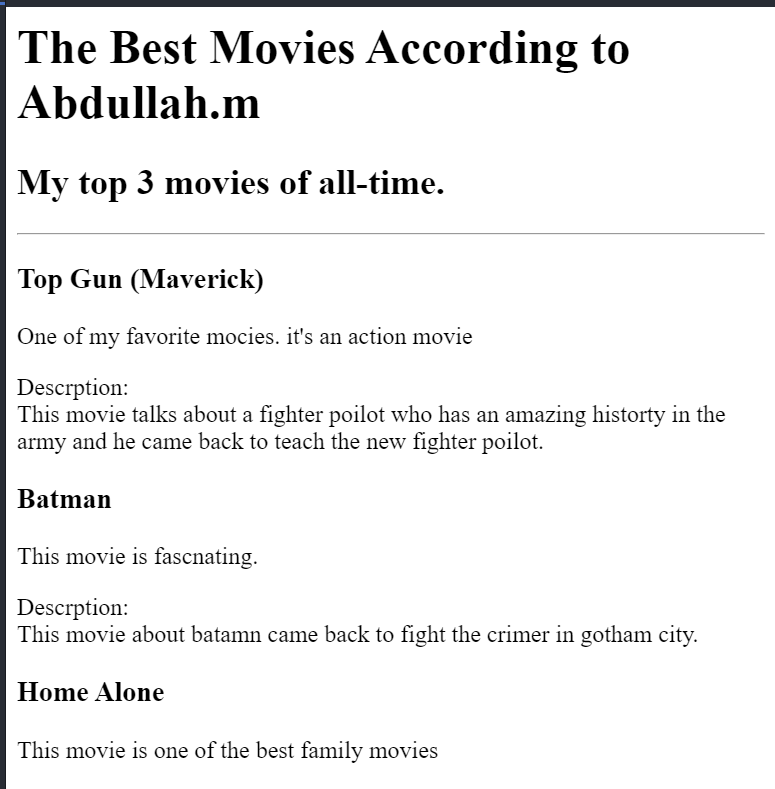 The Best Movies According to
Abdullah.m
My top 3 movies of all-time.
Top Gun (Maverick)
One of my favorite mocies. it's an action movie
Descrption:
This movie talks about a fighter poilot who has an amazing historty in the
army and he came back to teach the new fighter poilot.
Batman
This movie is fascnating.
Descrption:
This movie about batamn came back to fight the crimer in gotham city.
Home Alone
This movie is one of the best family movies